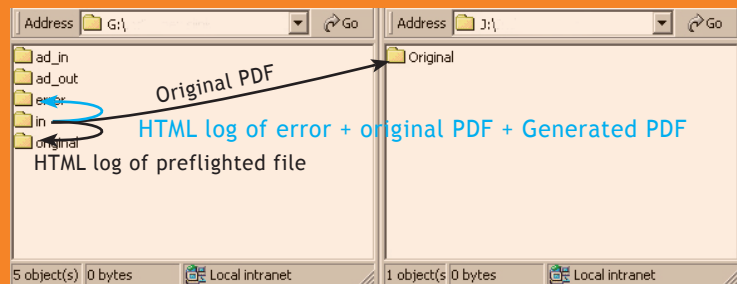 Address G:\ Go
ad_in
ad_out
error
in
original
Original PDF
HTML log of error + original PDF + Generated PDF
HTML log of preflighted file
5 object(s) 0 bytes Local intranet
Address J:\ Go
Original
1 object(s 0 bytes Local intranet